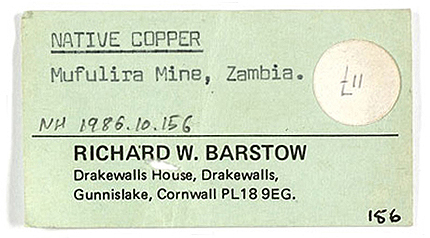 NATIVE COPPER
Mufulira Mine, Zambia.
£11
NH 1986.10.156
RICHARD W. BARSTOW
Drakewalls House, Drakewalls,
Gunnislake, Cornwall PL18 9EG.
156